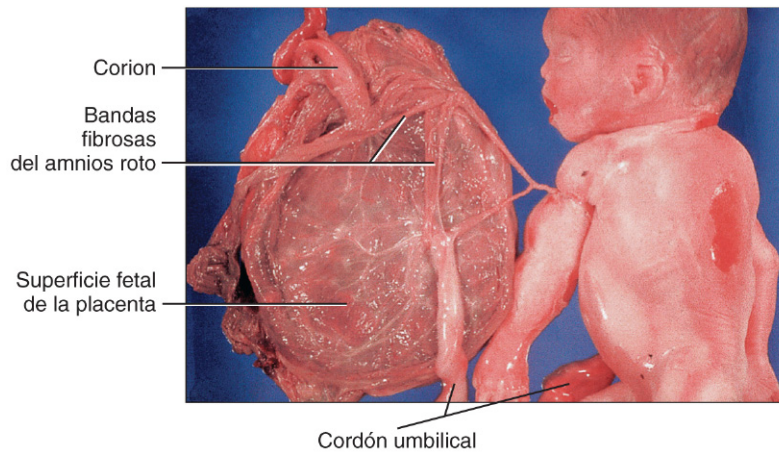 Corion
Bandas
fibrosas
del amnios roto
Superficie fetal
de la placenta
Cordón umbilical